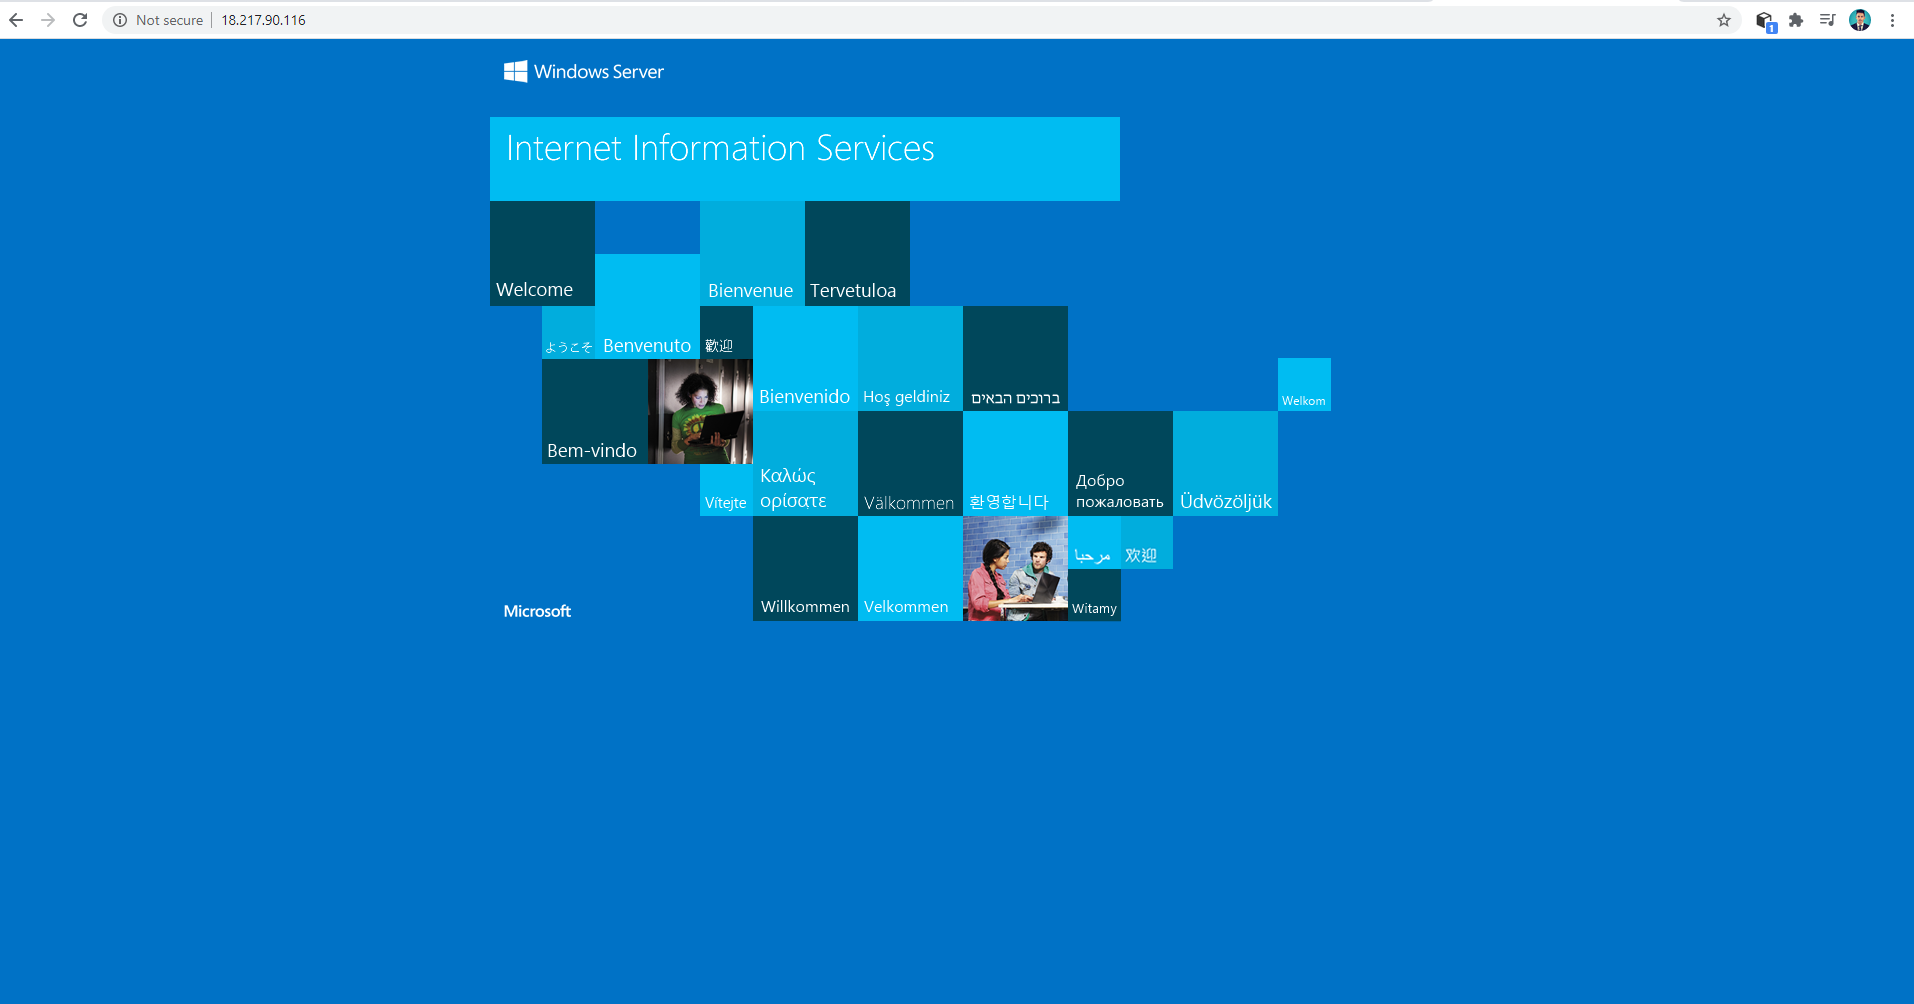 Not secure
18.217.90.116
1
Windows Server
Internet Information Services
Welcome
Bienvenue
Tervetuloa
ようこそ
Benvenuto
歡迎
Bienvenido
Hoş geldiniz
ברוכים הבאים
Welkom
Bem-vindo
Vítejte
Καλώς
ορίσατε
Välkommen
환영합니다
Добро
пожаловать
Üdvözöljük
Microsoft
Willkommen
Velkommen
مرحبا
欢迎
Witamy